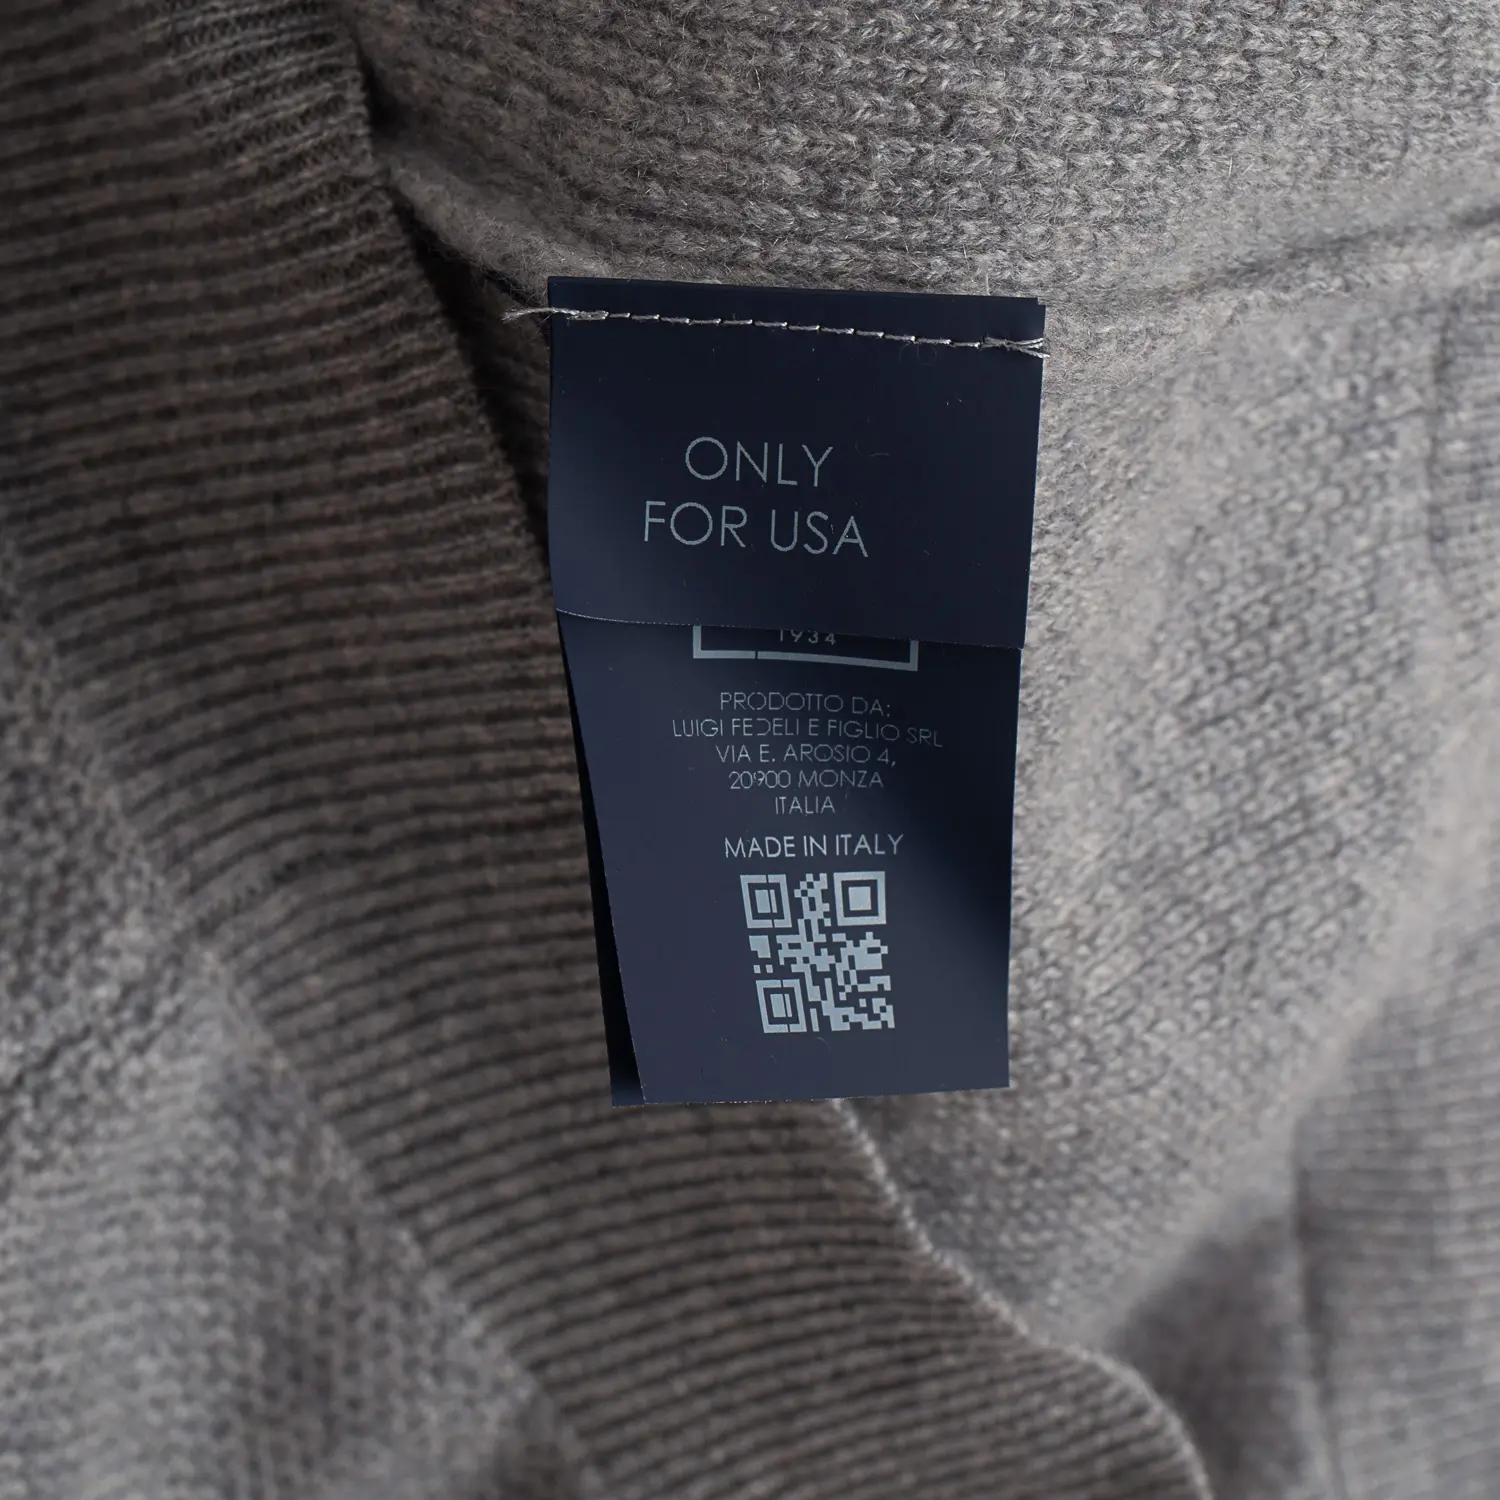 ONLY
FOR USA
1934
PRODOTTO DA:
LUIGI FEDELI E FIGLIO SRL
VIA E. AROSIO 4,
20900 MONZA
ITALIA
MADE IN ITALY